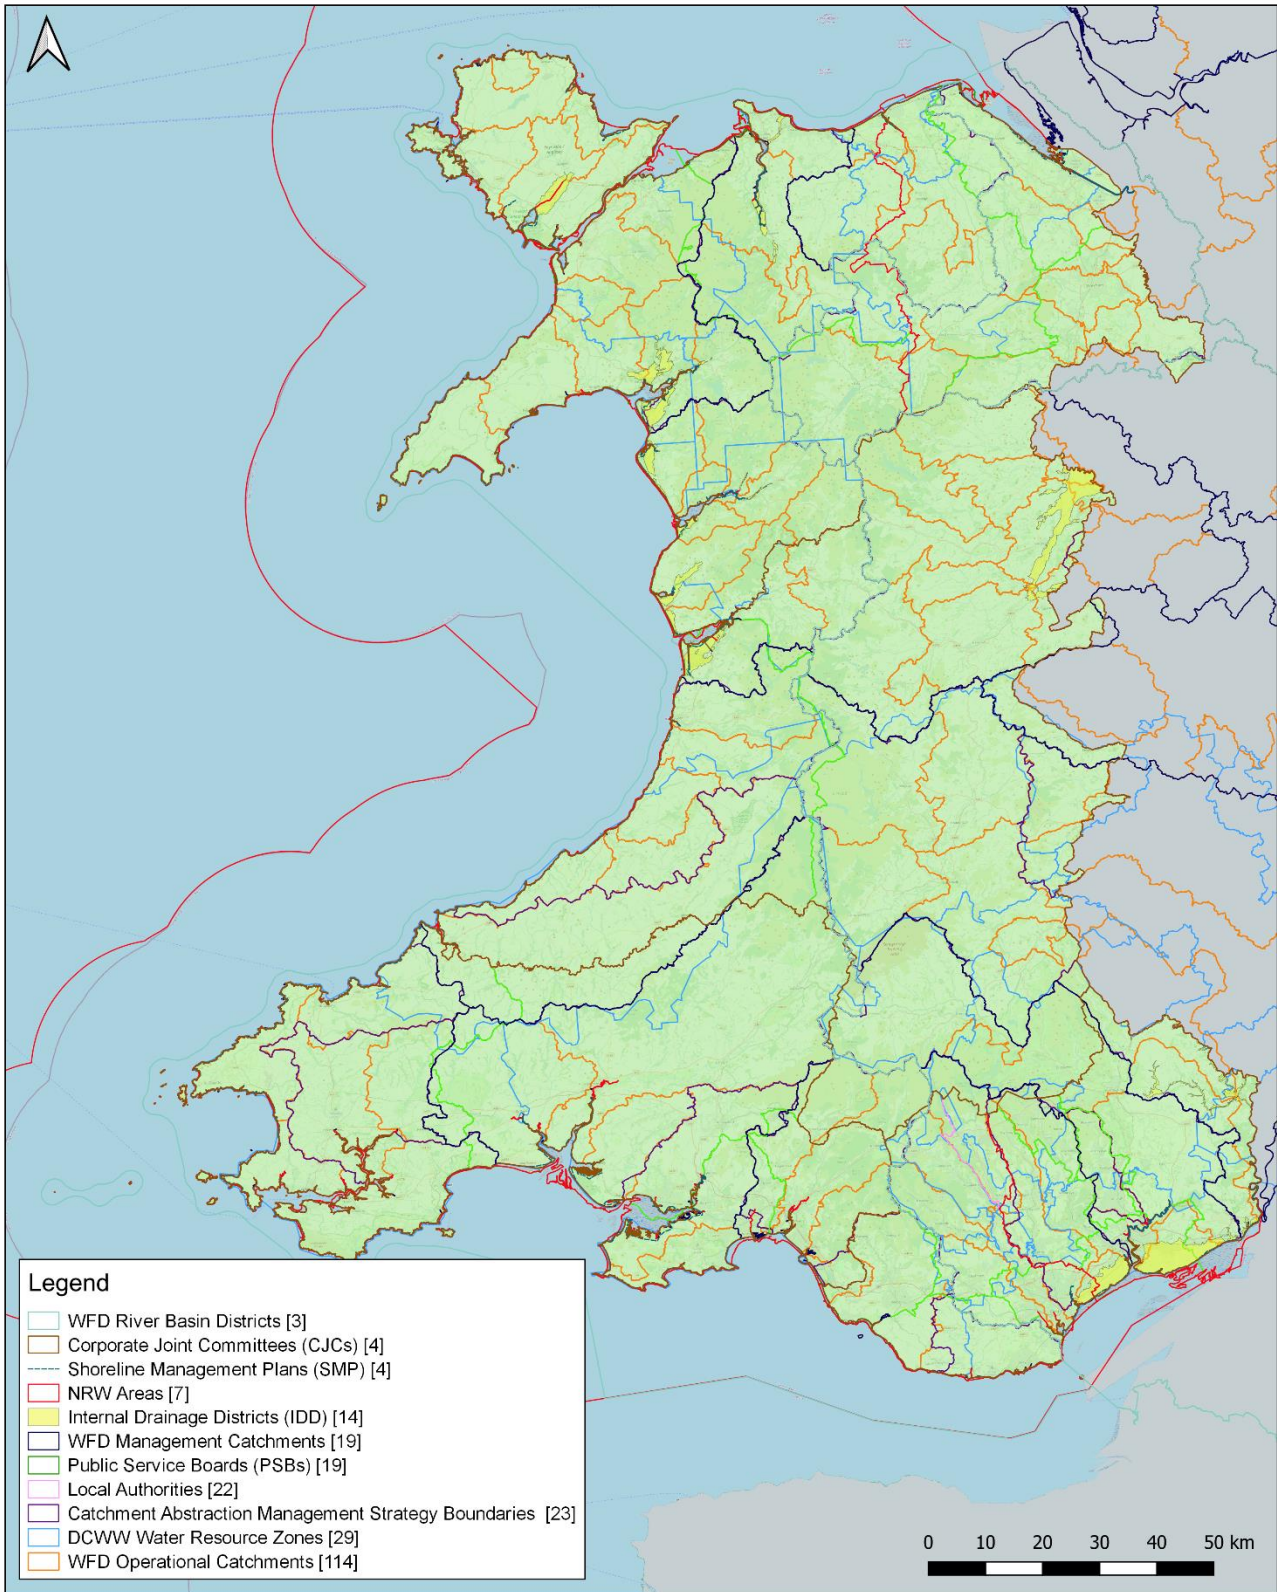 Legend
WFD River Basin Districts [3]
Corporate Joint Committees (CJCs) [4]
Shoreline Management Plans (SMP) [4]
NRW Areas [7]
Internal Drainage Districts (IDD) [14]
WFD Management Catchments [19]
Public Service Boards (PSBs) [19]
Local Authorities [22]
Catchment Abstraction Management Strategy Boundaries [23]
DCWW Water Resource Zones [29]
WFD Operational Catchments [114]
0 10 20 30 40 50 km